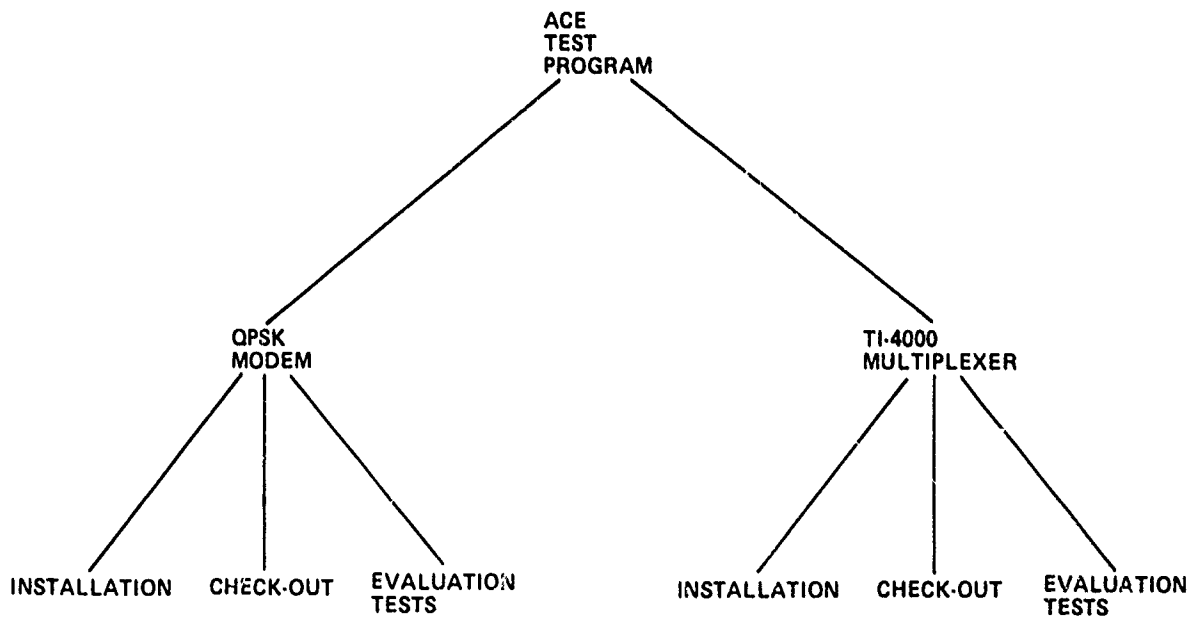 ACE
TEST
PROGRAM
QPSK
MODEM
TI-4000
MULTIPLEXER
INSTALLATION
CHECK-OUT
EVALUATION
TESTS
INSTALLATION
CHECK-OUT
EVALUATION
TESTS